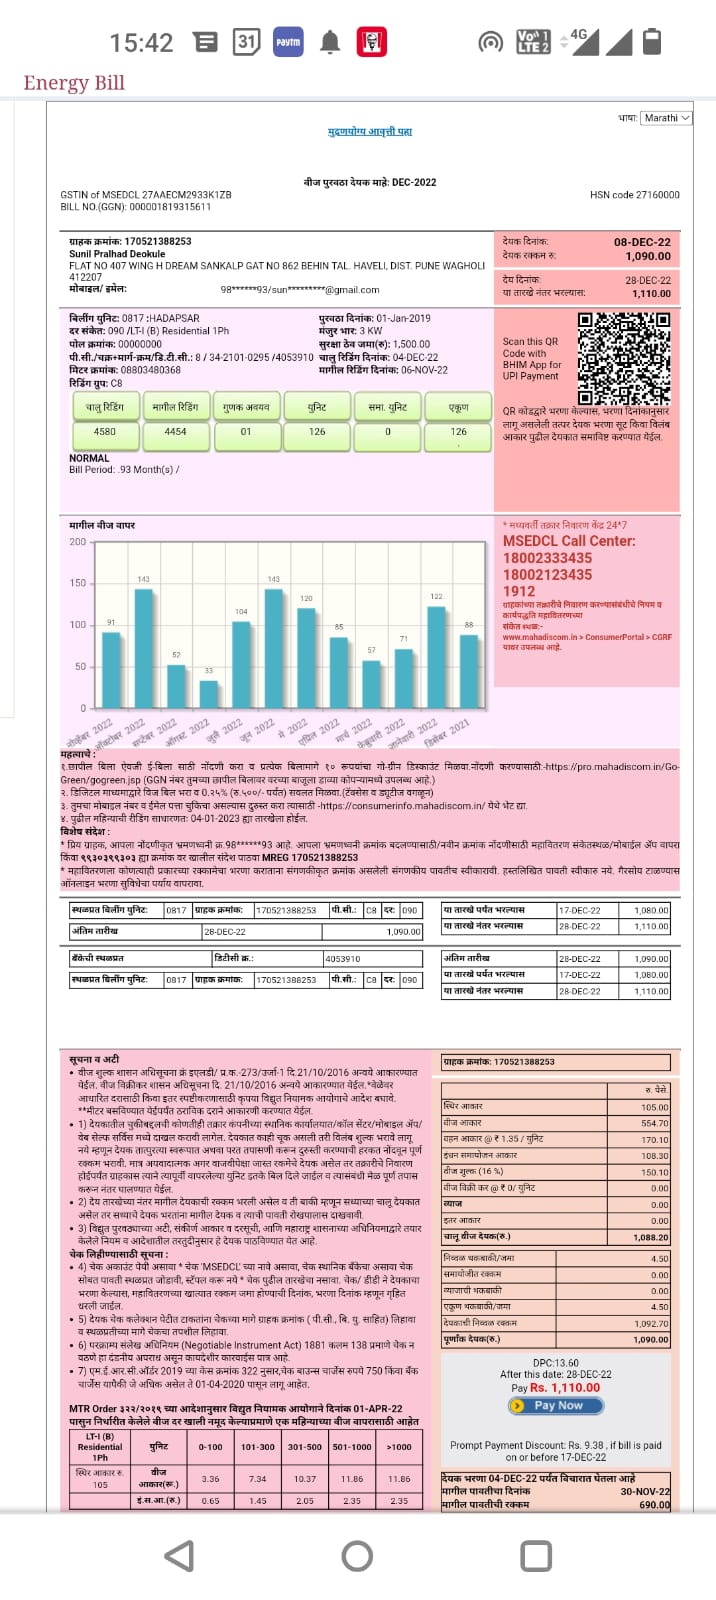 15:42
31
Paytm
Vo)) 1
LTE 2
4G
Energy Bill
भाषा: Marathi
मुद्रणयोग्य आवृत्ती पहा
वीज पुरवठा देयक माहे: DEC-2022
GSTIN of MSEDCL 27AAECM2933K1ZB
HSN code 27160000
BILL NO.(GGN): 000001819315611
ग्राहक क्रमांक: 170521388253
Sunil Pralhad Deokule
FLAT NO 407 WING H DREAM SANKALP GAT NO 862 BEHIN TAL. HAVELI, DIST. PUNE WAGHOLI
412207
मोबाइल/ इमेल: 98******93/sun*********@gmail.com
देयक दिनांक: 08-DEC-22
देयक रक्कम रु: 1,090.00
देय दिनांक: 28-DEC-22
या तारखे नंतर भरल्यास: 1,110.00
बिलींग युनिट: 0817 :HADAPSAR
दर संकेत: 090 /LT-I (B) Residential 1Ph
पोल क्रमांक: 00000000
पी.सी./चक्र+मार्ग-क्रम/डि.टी.सी.: 8 / 34-2101-0295 /4053910
मिटर क्रमांक: 08803480368
रिडिंग ग्रुप: C8
पुरवठा दिनांक: 01-Jan-2019
मंजुर भार: 3 KW
सुरक्षा ठेव जमा(रु): 1,500.00
चालु रिडिंग दिनांक: 04-DEC-22
मागील रिडिंग दिनांक: 06-NOV-22
चालु रिडिंग मागील रिडिंग गुणक अवयव युनिट समा. युनिट एकूण
4580 4454 01 126 0 126
NORMAL
Bill Period: .93 Month(s) /
Scan this QR
Code with
BHIM App for
UPI Payment
QR कोडद्वारे भरणा केल्यास, भरणा दिनांकानुसार
लागू असलेली तत्पर देयक भरणा सूट किंवा विलंब
आकार पुढील देयकात समाविष्ट करण्यात येईल.
मागील वीज वापर
200
150
100
50
0
91 143 52 33 104 143 120 85 57 71 122 88
नोव्हेंबर 2022 ऑक्टोबर 2022 सप्टेंबर 2022 ऑगस्ट 2022 जुलै 2022 जून 2022 मे 2022 एप्रिल 2022 मार्च 2022 फेब्रुवारी 2022 जानेवारी 2022 डिसेंबर 2021
* मध्यवर्ती तक्रार निवारण केंद्र 24*7
MSEDCL Call Center:
18002333435
18002123435
1912
ग्राहकांच्या तक्रारींचे निवारण करण्यासंबंधीचे नियम व
कार्यपद्धति महावितरणच्या
संकेत स्थळ:-
www.mahadiscom.in > ConsumerPortal > CGRF
यावर उपलब्ध आहे.
महत्वाचे :
१.छापील बिला ऐवजी ई-बिला साठी नोंदणी करा व प्रत्येक बिलामागे १० रूपयांचा गो-ग्रीन डिस्काउंट मिळवा.नोंदणी करण्यासाठी:-https://pro.mahadiscom.in/Go-
Green/gogreen.jsp (GGN नंबर तुमच्या छापील बिलावर वरच्या बाजूला डाव्या कोपऱ्यामध्ये उपलब्ध आहे.)
२. डिजिटल माध्यमाद्वारे विज बिल भरा व 0.२५% (रु.५००/- पर्यंत) सवलत मिळवा.(टॅक्सेस व ड्युटीज वगळून)
३. तुमचा मोबाइल नंबर व ईमेल पत्ता चुकिचा असल्यास दुरुस्त करा त्यासाठी -https://consumerinfo.mahadiscom.in/ येथे भेट द्या.
४. पुढील महिन्याची रीडिंग साधारणत: 04-01-2023 ह्या तारखेला होईल.
विशेष संदेश :
* प्रिय ग्राहक, आपला नोंदणीकृत भ्रमणध्वनी क्र.98******93 आहे. आपला भ्रमणध्वनी क्रमांक बदलण्यासाठी/नवीन क्रमांक नोंदणीसाठी महावितरण संकेतस्थळ/मोबाईल ॲप वापरा
किंवा ९९३०३९९३०३ ह्या क्रमांक वर खालील संदेश पाठवा MREG 170521388253
* महावितरणला कोणत्याही प्रकारच्या रक्कमेचा भरणा करताना संगणकीकृत क्रमांक असलेली संगणकीय पावतीच स्वीकारावी. हस्तलिखित पावती स्वीकारु नये. गैरसोय टाळण्यास
ऑनलाइन भरणा सुविधेचा पर्याय वापरावा.
स्थळप्रत बिलींग युनिट: 0817 ग्राहक क्रमांक: 170521388253 पी.सी.: C8 दर: 090
अंतिम तारीख 28-DEC-22 1,090.00
या तारखे पर्यंत भरल्यास 17-DEC-22 1,080.00
या तारखे नंतर भरल्यास 28-DEC-22 1,110.00
बँकेची स्थळप्रत डिटीसी क्र.: 4053910
स्थळप्रत बिलींग युनिट: 0817 ग्राहक क्रमांक: 170521388253 पी.सी.: C8 दर: 090
अंतिम तारीख 28-DEC-22 1,090.00
या तारखे पर्यंत भरल्यास 17-DEC-22 1,080.00
या तारखे नंतर भरल्यास 28-DEC-22 1,110.00
सूचना व अटी
• वीज शुल्क शासन अधिसूचना क्रं इएलडी/ प्र.क.-273/उर्जा-1 दि.21/10/2016 अन्वये आकारण्यात
येईल. वीज विक्रीकर शासन अधिसूचना दि. 21/10/2016 अन्वये आकारण्यात येईल.*वेळेवर
आधारित दरासाठी किंवा इतर स्पष्टीकरणासाठी कृपया विद्युत नियामक आयोगाचे आदेश बघावे.
**मीटर बसविण्यात येईपर्यंत ठराविक दराने आकारणी करण्यात येईल.
• 1) देयकातील चुकीबद्दलची कोणतीही तक्रार कंपनीच्या स्थानिक कार्यालयात/कॉल सेंटर/मोबाइल ॲप/
वेब सेल्फ सर्विस मध्ये दाखल करावी लागेल. देयकात काही चूक असली तरी विलंब शुल्क भरावे लागू
नये म्हणून देयक तात्पुरत्या स्वरूपात अथवा परत तपासणी करून दुरुस्ती करण्याची हरकत नोंदवून पूर्ण
रक्कम भरावी. मात्र अपवादात्मक अगर वाजवीपेक्षा जास्त रकमेचे देयक असेल तर तक्रारीचे निवारण
होईपर्यंत ग्राहकास त्याने त्यापूर्वी वापरलेल्या युनिट इतके बिल दिले जाईल व त्यासंबंधी मेळ पूर्ण तपास
करून नंतर घालण्यात येईल.
• 2) देय तारखेच्या नंतर मागील देयकाची रक्कम भरली असेल व ती बाकी म्हणून सध्याच्या चालू देयकात
असेल तर सध्याचे देयक भरतांना मागील देयक व त्याची पावती रोखपालास दाखवावी.
• 3) विद्युत पुरवठ्याच्या अटी, संकीर्ण आकार व दरसूची, आणि महाराष्ट्र शासनाच्या अधिनियमाद्वारे तयार
केलेले नियम व आदेशातील तरतुदीनुसार हे देयक पाठविण्यात येत आहे.
चेक लिहीण्यासाठी सूचना :
• 4) चेक अकाउंट पेयी असावा * चेक 'MSEDCL' च्या नावे असावा, चेक स्थानिक बँकेचा असावा चेक
सोबत पावती स्थळप्रत जोडावी, स्टॅपल करू नये * चेक पुढील तारखेचा नसावा. चेक/ डीडी ने देयकाचा
भरणा केल्यास, महावितरणच्या खात्यात रक्कम जमा होण्याची दिनांक, भरणा दिनांक म्हणून गृहित
धरली जाईल.
• 5) देयक चेक कलेक्शन पेटीत टाकतांना चेकच्या मागे ग्राहक क्रमांक ( पी.सी., बि. यु. साहित) लिहावा
व स्थळप्रतीच्या मागे चेकचा तपशील लिहावा.
• 6) परक्राम्य संलेख अधिनियम (Negotiable Instrument Act) 1881 कलम 138 प्रमाणे चेक न
वठणे हा दंडनीय अपराध असून कायदेशीर कारवाईस पात्र आहे.
• 7) एम.ई.आर.सी.ऑर्डर 2019 च्या केस क्रमांक 322 नुसार,चेक बाउन्स चार्जेस रुपये 750 किंवा बँक
चार्जेस यापैकी जे अधिक असेल ते 01-04-2020 पासून लागू आहेत.
MTR Order ३२२/२०१९ च्या आदेशानुसार विद्युत नियामक आयोगाने दिनांक 01-APR-22
पासुन निर्धारित केलेले वीज दर खाली नमूद केल्याप्रमाणे एक महिन्याच्या वीज वापरासाठी आहेत
LT-I (B) Residential 1Ph युनिट 0-100 101-300 301-500 501-1000 >1000
स्थिर आकार रु. 105 वीज आकार(रू.) 3.36 7.34 10.37 11.86 11.86
इं.स.आ.(रु.) 0.65 1.45 2.05 2.35 2.35
ग्राहक क्रमांक: 170521388253
रु. पैसे.
स्थिर आकार 105.00
वीज आकार 554.70
वहन आकार @ ₹ 1.35 / युनिट 170.10
इंधन समायोजन आकार 108.30
वीज शुल्क (16 %) 150.10
वीज विक्री कर @ ₹ 0/ युनिट 0.00
व्याज 0.00
इतर आकार 0.00
चालू वीज देयक(रु.) 1,088.20
निव्वळ थकबाकी/जमा 4.50
समायोजीत रक्कम 0.00
व्याजाची थकबाकी 0.00
एकूण थकबाकी/जमा 4.50
देयकाची निव्वळ रक्कम 1,092.70
पूर्णांक देयक(रु.) 1,090.00
DPC:13.60
After this date: 28-DEC-22
Pay Rs. 1,110.00
Pay Now
Prompt Payment Discount: Rs. 9.38 , if bill is paid
on or before 17-DEC-22
देयक भरणा 04-DEC-22 पर्यंत विचारात घेतला आहे
मागील पावतीचा दिनांक 30-NOV-22
मागील पावतीची रक्कम 690.00